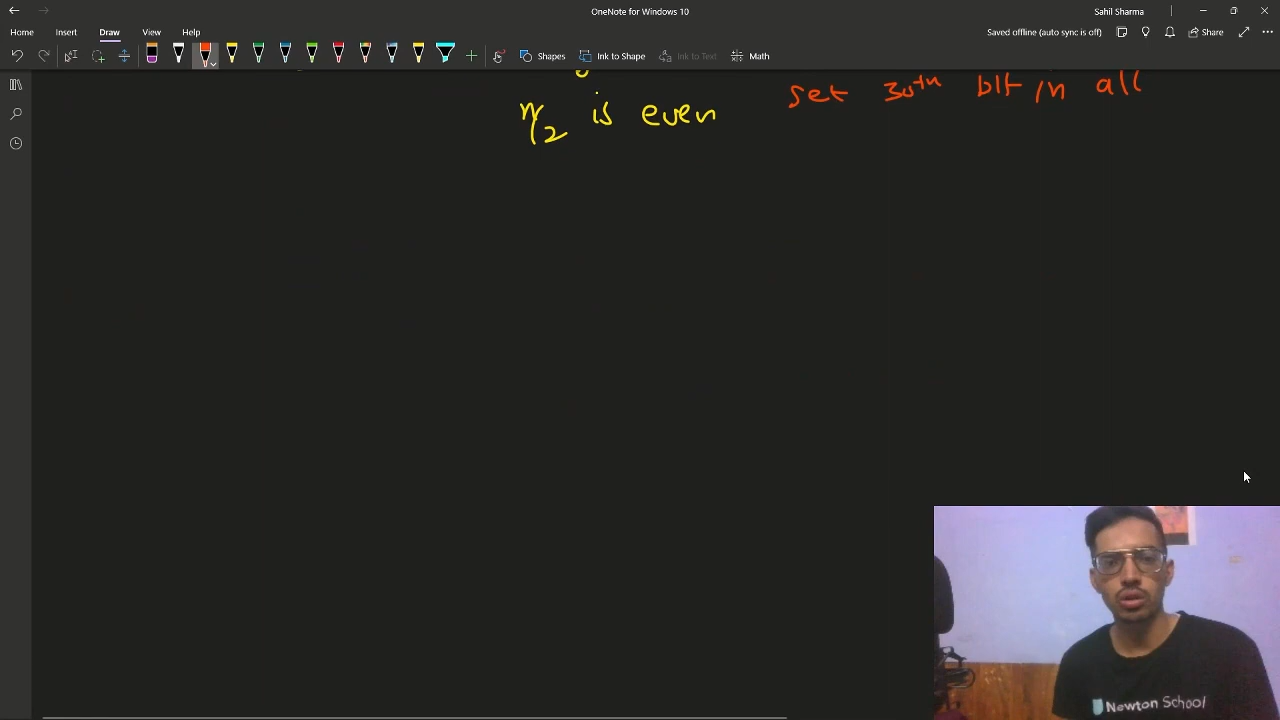 OneNote for Windows 10
Sahil Sharma
Home Insert Draw View Help
Saved offline (auto sync is off)
Share
Shapes
Ink to Shape
Ink to Text
Math
set 30th bit in all
n/2 is even
Newton School